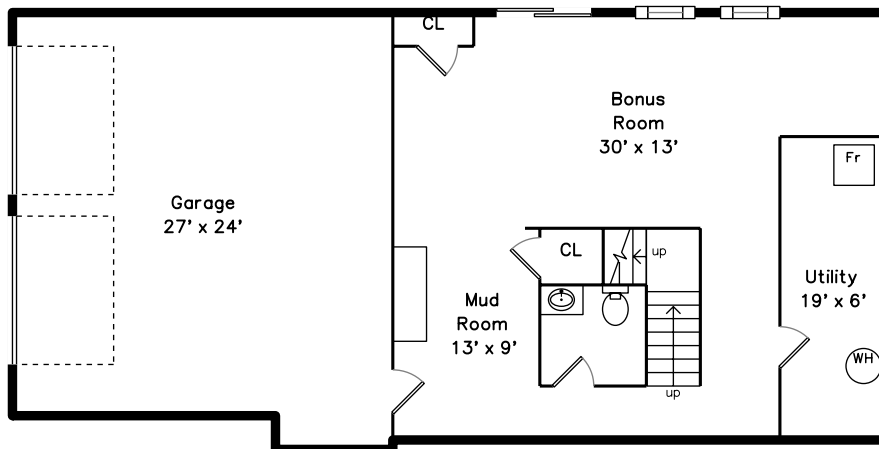 CL
Bonus
Room
30' x 13'
Fr
Garage
27' x 24'
CL
up
Utility
19' x 6'
Mud
Room
13' x 9'
WH
up